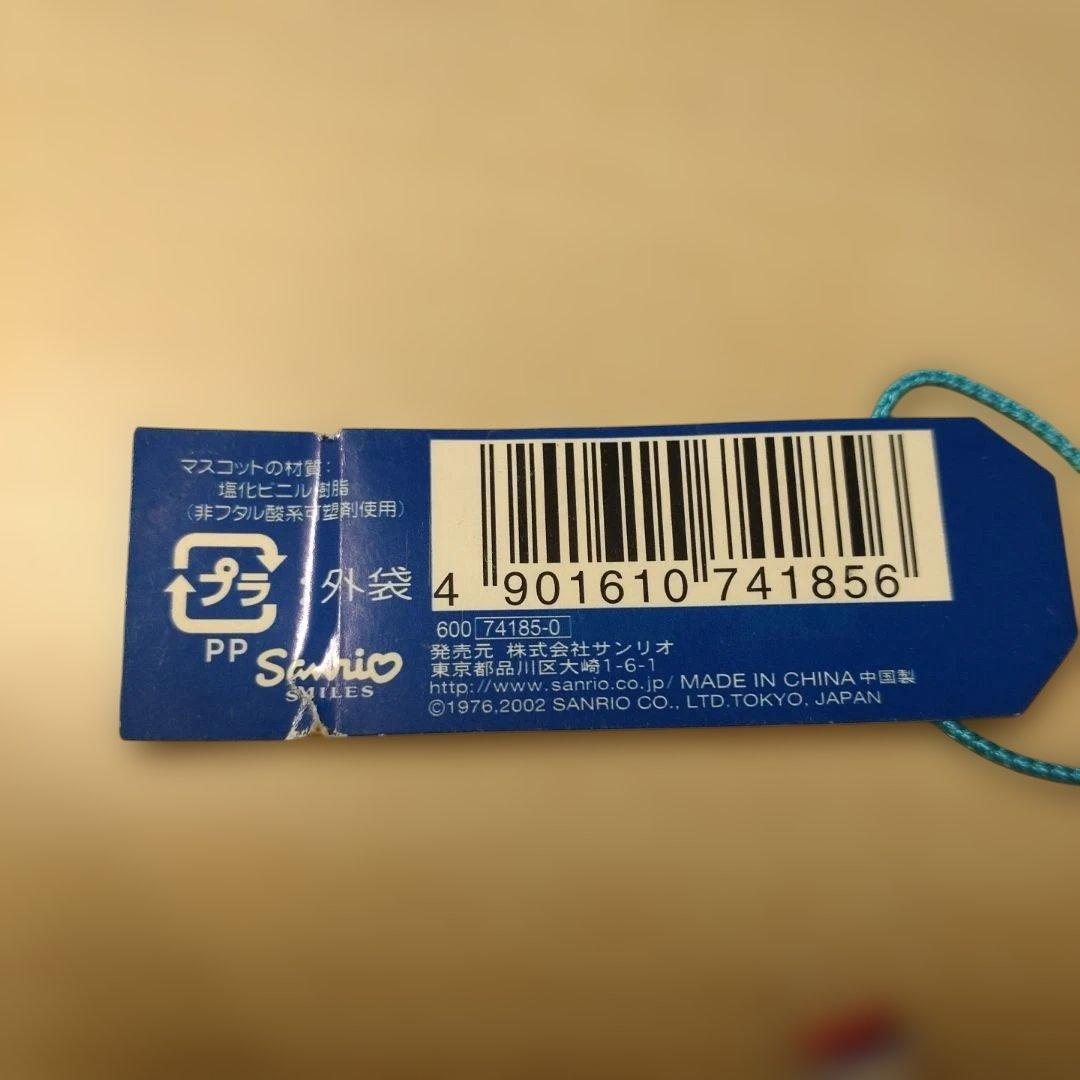 マスコットの材質:
塩化ビニル樹脂
(非フタル酸系可塑剤使用)
プラ
外袋
PP
Sanrio
SMILES
4 901610 741856
600 74185-0
発売元 株式会社サンリオ
東京都品川区大崎1-6-1
http://www.sanrio.co.jp/ MADE IN CHINA 中国製
©1976,2002 SANRIO CO., LTD.TOKYO, JAPAN